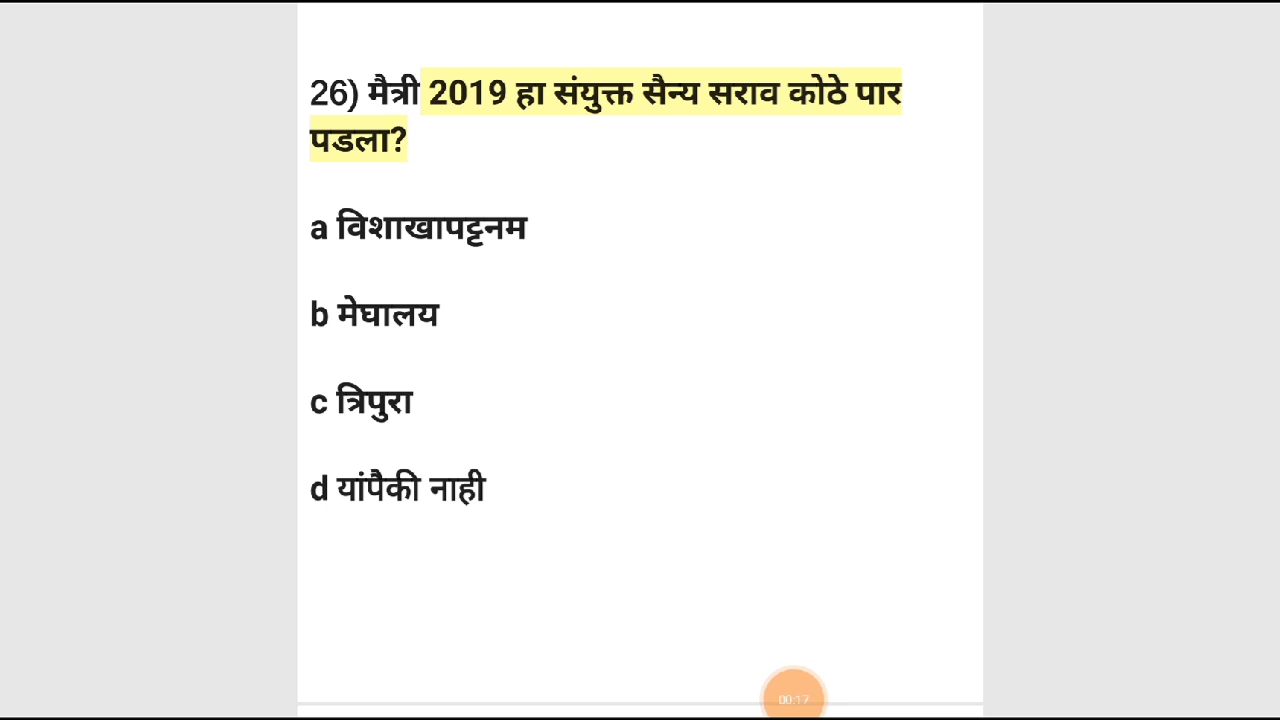 26) मैत्री 2019 हा संयुक्त सैन्य सराव कोठे पार
पडला?
a विशाखापट्टनम
b मेघालय
c त्रिपुरा
d यांपैकी नाही
00:17